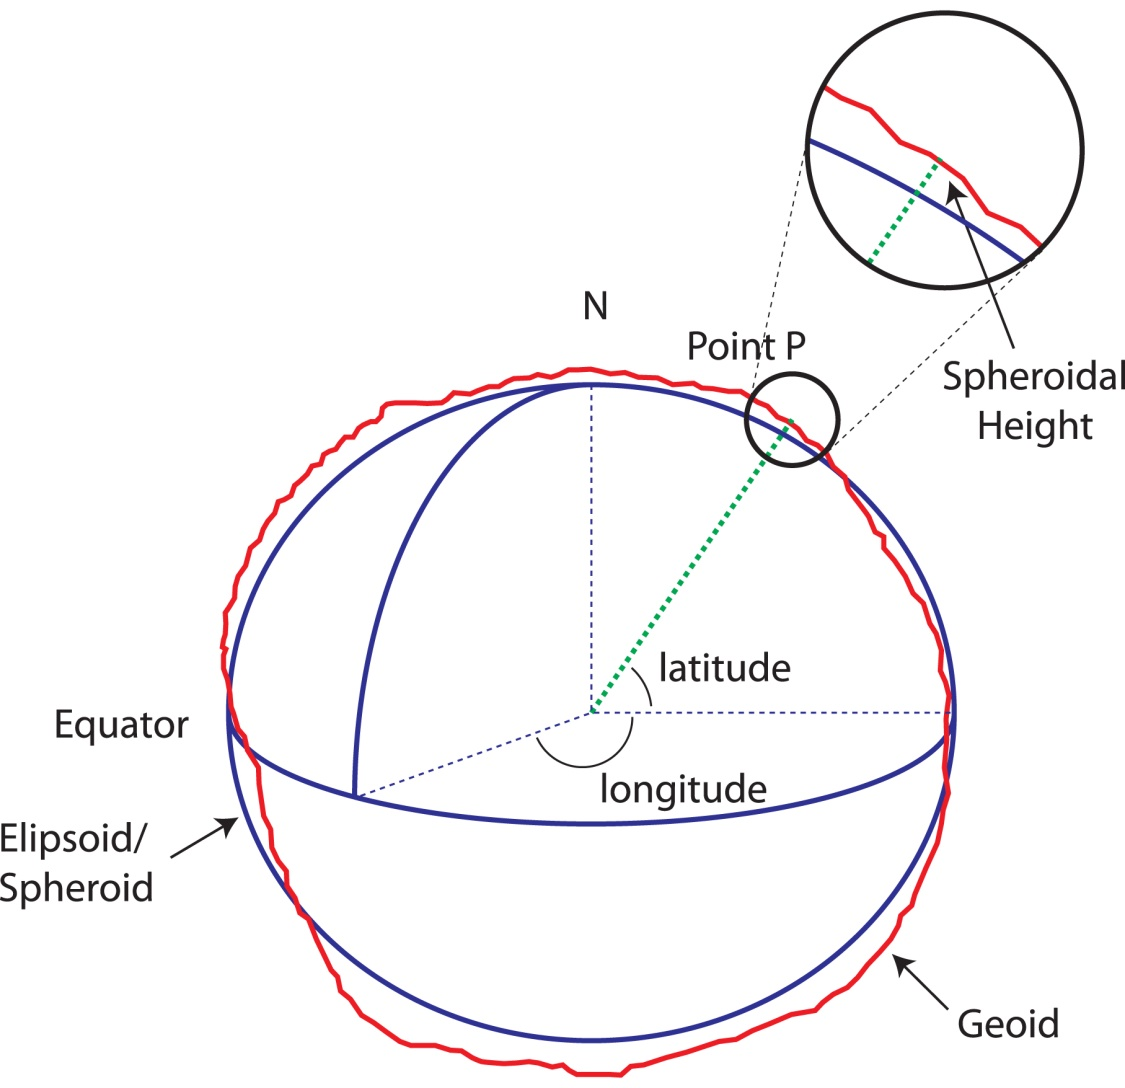 N
Point P
Spheroidal
Height
latitude
Equator
longitude
Elipsoid/
Spheroid
Geoid